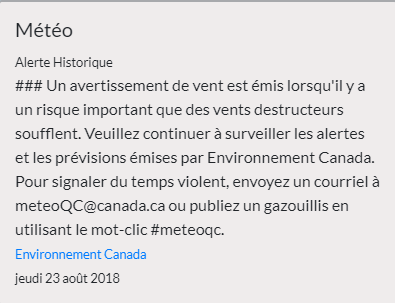 Météo
Alerte Historique
### Un avertissement de vent est émis lorsqu'il y a
un risque important que des vents destructeurs
soufflent. Veuillez continuer à surveiller les alertes
et les prévisions émises par Environnement Canada.
Pour signaler du temps violent, envoyez un courriel à
meteoQC@canada.ca ou publiez un gazouillis en
utilisant le mot-clic #meteoqc.
Environnement Canada
jeudi 23 août 2018